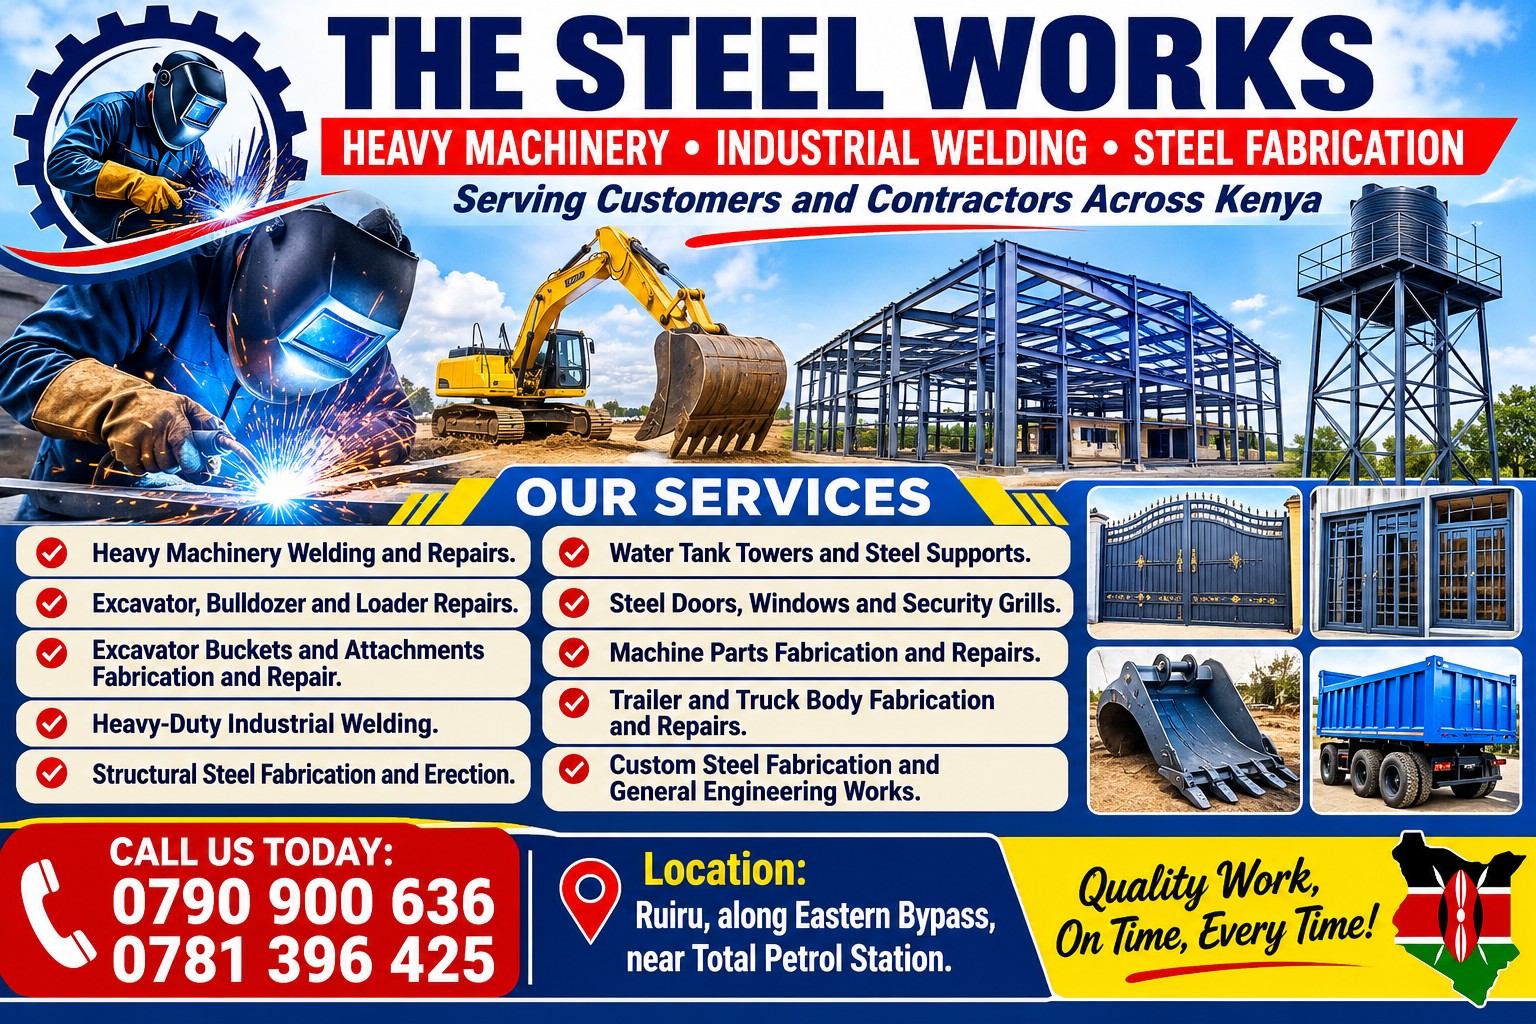 THE STEEL WORKS
HEAVY MACHINERY • INDUSTRIAL WELDING • STEEL FABRICATION
Serving Customers and Contractors Across Kenya
OUR SERVICES
Heavy Machinery Welding and Repairs.
Excavator, Bulldozer and Loader Repairs.
Excavator Buckets and Attachments
Fabrication and Repair.
Heavy-Duty Industrial Welding.
Structural Steel Fabrication and Erection.
Water Tank Towers and Steel Supports.
Steel Doors, Windows and Security Grills.
Machine Parts Fabrication and Repairs.
Trailer and Truck Body Fabrication
and Repairs.
Custom Steel Fabrication and
General Engineering Works.
CALL US TODAY:
0790 900 636
0781 396 425
Location:
Ruiru, along Eastern Bypass,
near Total Petrol Station.
Quality Work,
On Time, Every Time!